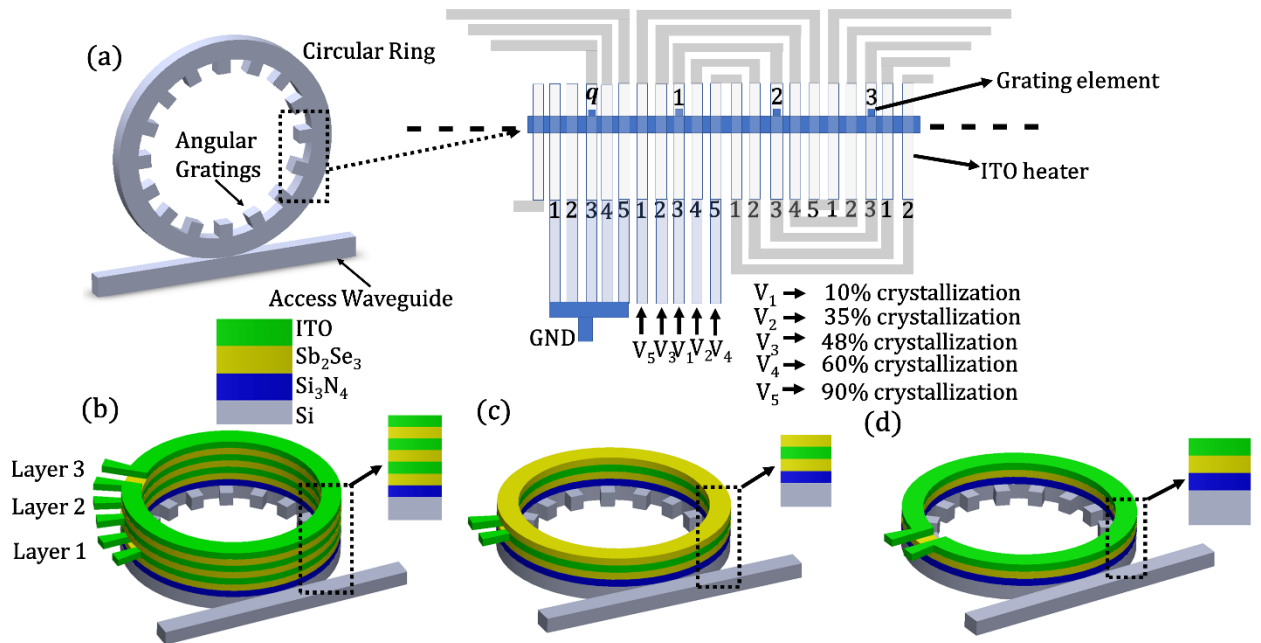 (a)
Circular Ring
Angular
Gratings
Access Waveguide
q 1 2 3
Grating element
ITO heater
1 2 3 4 5 1 2 3 4 5 1 2 3 4 5 1 2 3 1 2
GND
V5 V3 V1 V2 V4
V1 → 10% crystallization
V2 → 35% crystallization
V3 → 48% crystallization
V4 → 60% crystallization
V5 → 90% crystallization
ITO
Sb2Se3
Si3N4
Si
(b)
Layer 3
Layer 2
Layer 1
(c)
(d)